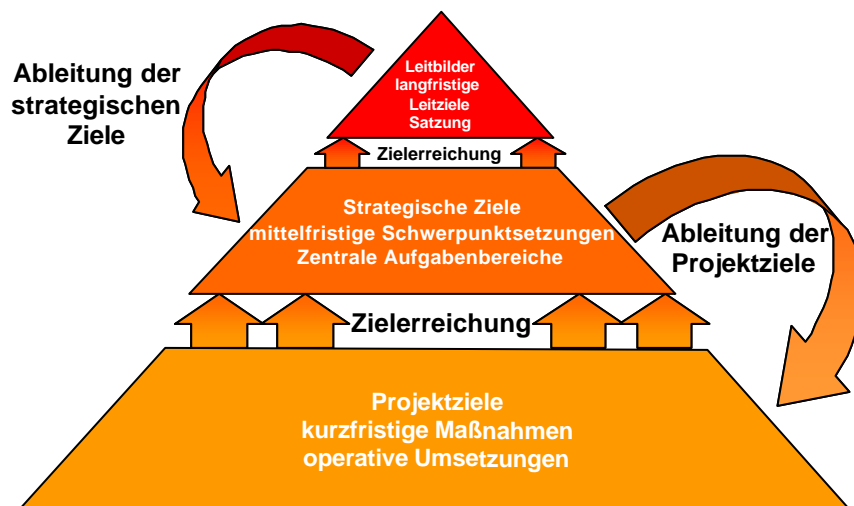 Ableitung der
strategischen
Ziele
Leitbilder
langfristige
Leitziele
Satzung
Zielerreichung
Strategische Ziele
mittelfristige Schwerpunktsetzungen
Zentrale Aufgabenbereiche
Ableitung der
Projektziele
Zielerreichung
Projektziele
kurzfristige Maßnahmen
operative Umsetzungen